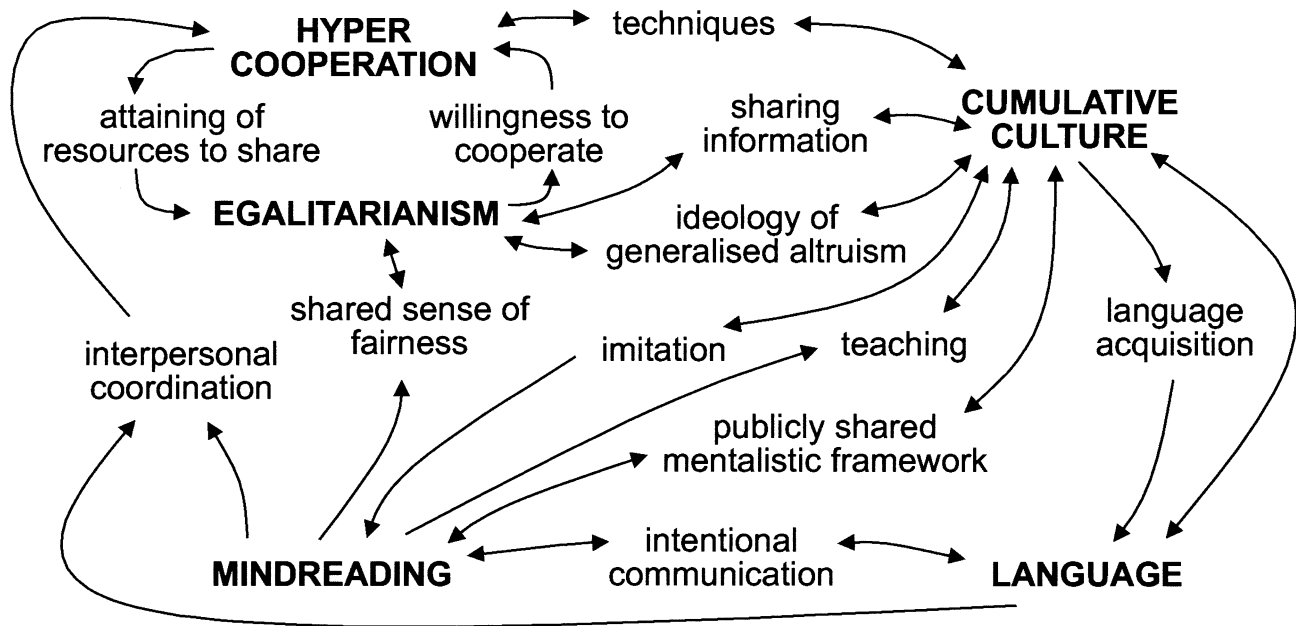 HYPER
COOPERATION
techniques
CUMULATIVE
CULTURE
attaining of
resources to share
willingness to
cooperate
sharing
information
EGALITARIANISM
ideology of
generalised altruism
shared sense of
fairness
interpersonal
coordination
imitation
teaching
language
acquisition
publicly shared
mentalistic framework
MINDREADING
intentional
communication
LANGUAGE